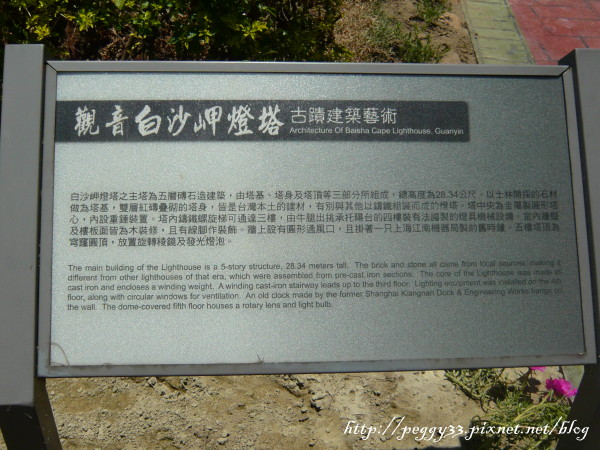 觀音白沙岬燈塔 古蹟建築藝術
Architecture Of Baisha Cape Lighthouse, Guanyin
白沙岬燈塔之主塔為五層磚石造建築，由塔基、塔身及塔頂等三部分所組成，總高度為28.34公尺。以士林開採的石材
做為塔基，雙層紅磚疊砌的塔身，皆是台灣本土的建材，有別與其他以鑄鐵組裝而成的燈塔。塔中央為金屬製圓形塔
心，內設重錘裝置。塔內鑄鐵螺旋梯可通達三樓，由牛腿出挑承托陽台的四樓裝有法國製的燈具機械設備。室內牆壁
及樓板面皆為木裝修，且有線腳作裝飾。牆上設有圓形通風口，且掛著一只上海江南機器局製的舊時鐘。五樓塔頂為
穹窿圓頂，放置旋轉稜鏡及發光燈泡。
The main building of the Lighthouse is a 5-story structure, 28.34 meters tall. The brick and stone all came from local sources, making it
different from other lighthouses of that era, which were assembled from pre-cast iron sections. The core of the Lighthouse was made of
cast iron and encloses a winding weight. A winding cast-iron stairway leads up to the third floor. Lighting equipment was installed on the 4th
floor, along with circular windows for ventilation. An old clock made by the former Shanghai Kiangnan Dock & Engineering Works hangs on
the wall. The dome-covered fifth floor houses a rotary lens and light bulb.
http://peggy33.pixnet.net/blog